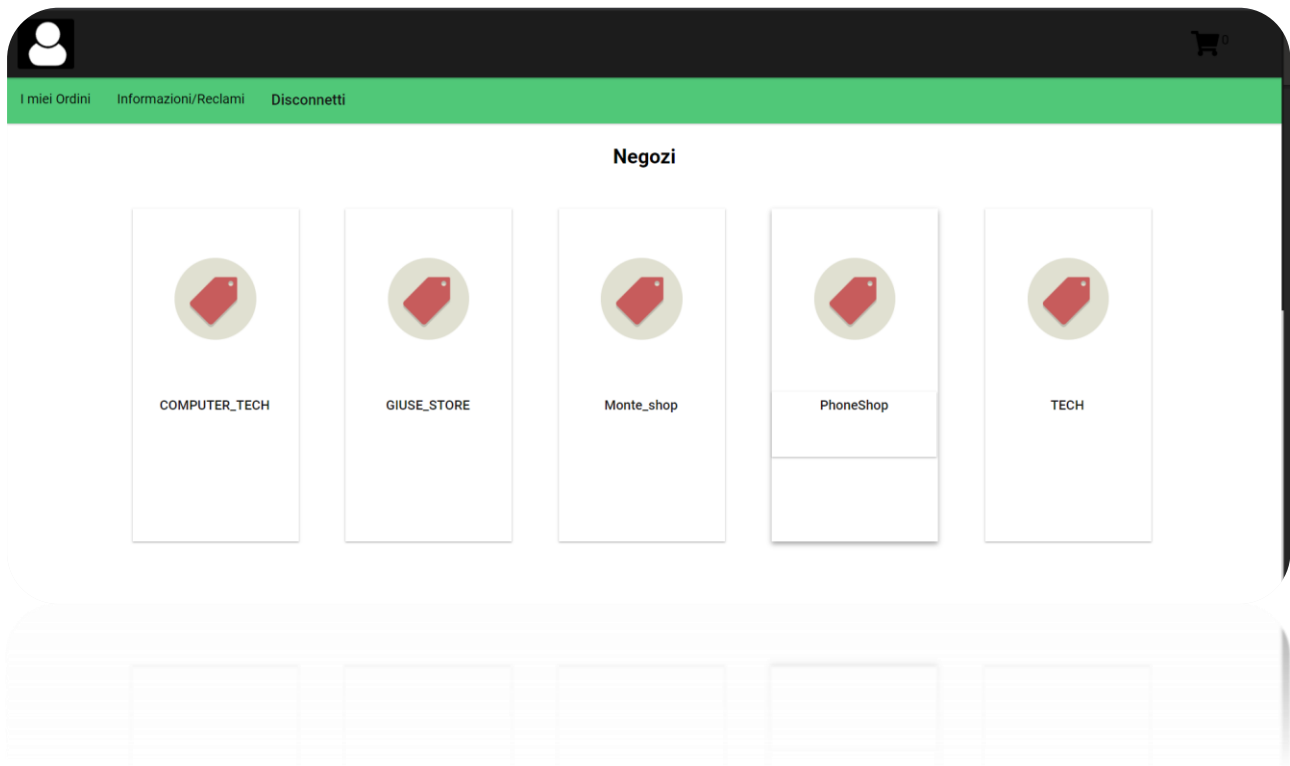 0
I miei Ordini Informazioni/Reclami Disconnetti
Negozi
COMPUTER_TECH GIUSE_STORE Monte_shop PhoneShop TECH